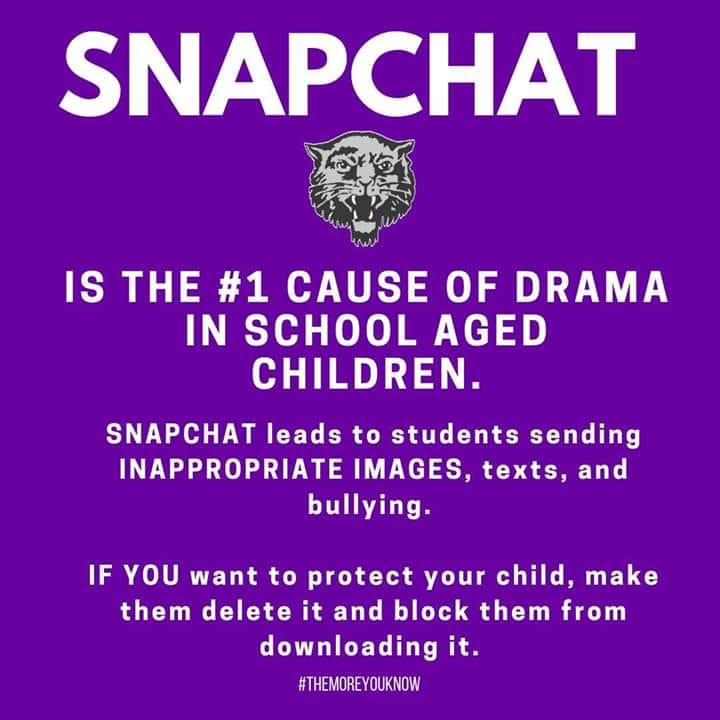 SNAPCHAT
IS THE #1 CAUSE OF DRAMA
IN SCHOOL AGED
CHILDREN.
SNAPCHAT leads to students sending
INAPPROPRIATE IMAGES, texts, and
bullying.
IF YOU want to protect your child, make
them delete it and block them from
downloading it.
#THEMOREYOUKNOW